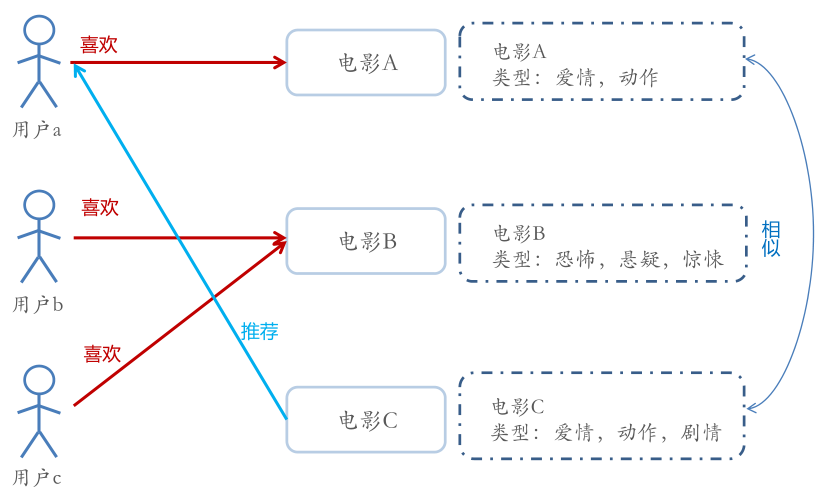 喜欢
用户a
电影A
电影A
类型：爱情，动作
喜欢
用户b
电影B
电影B
类型：恐怖，悬疑，惊悚
相似
推荐
喜欢
用户c
电影C
电影C
类型：爱情，动作，剧情